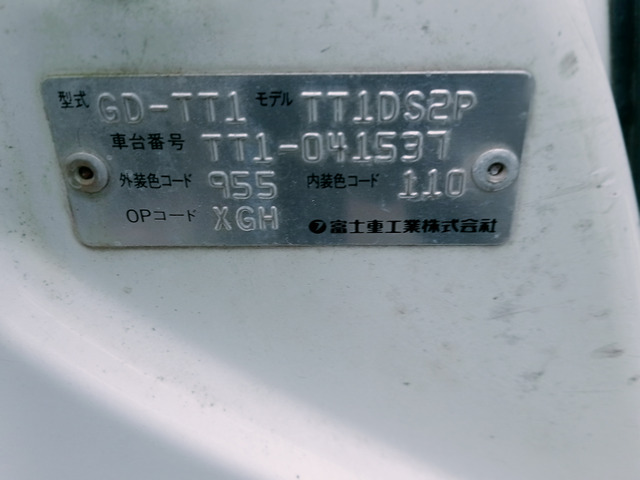 型式 GD-TT1 モデル TT1DS2P
車台番号 TT1-041537
外装色コード 955 内装色コード 110
OPコード XGH 富士重工業株式会社